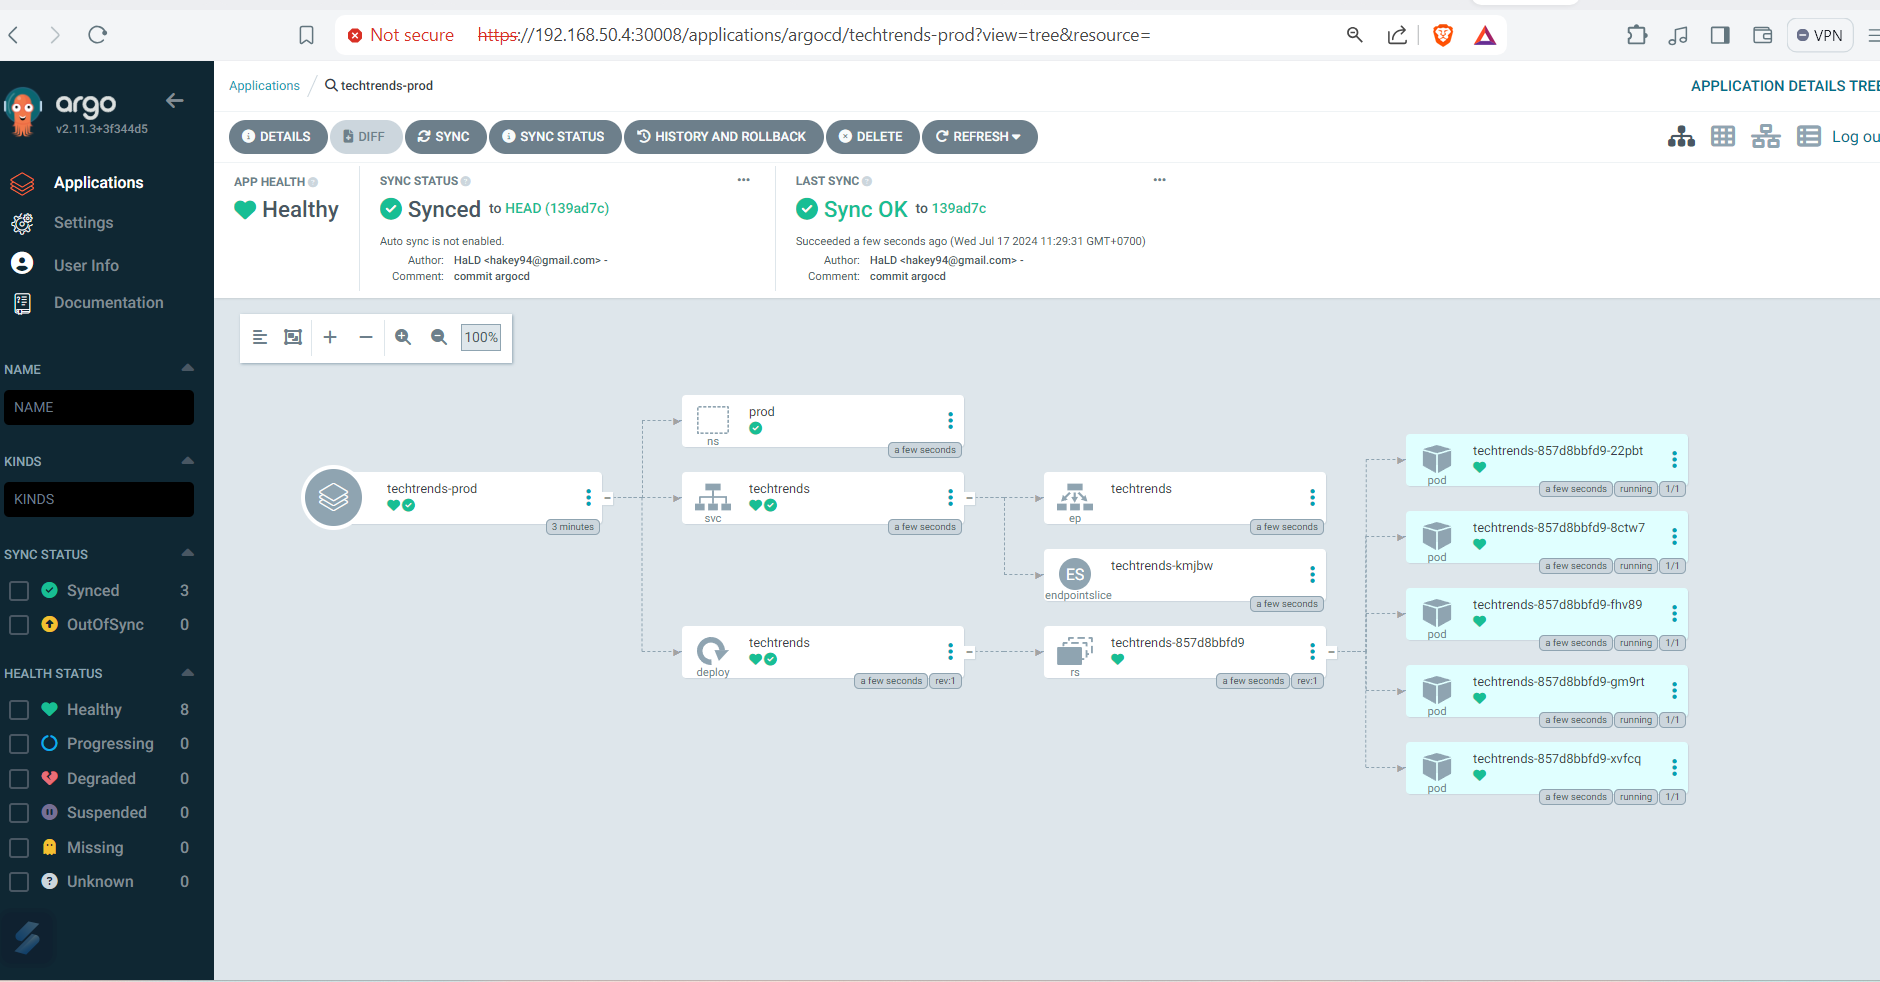 Not secure https://192.168.50.4:30008/applications/argocd/techtrends-prod?view=tree&resource= VPN
argo
v2.11.3+3f344d5
Applications
Settings
User Info
Documentation
NAME
NAME
KINDS
KINDS
SYNC STATUS
Synced 3
OutOfSync 0
HEALTH STATUS
Healthy 8
Progressing 0
Degraded 0
Suspended 0
Missing 0
Unknown 0
Applications / techtrends-prod
APPLICATION DETAILS TREE
DETAILS DIFF SYNC SYNC STATUS HISTORY AND ROLLBACK DELETE REFRESH
Log ou
APP HEALTH
Healthy
SYNC STATUS
Synced to HEAD (139ad7c)
Auto sync is not enabled.
Author: HaLD <hakey94@gmail.com> -
Comment: commit argocd
LAST SYNC
Sync OK to 139ad7c
Succeeded a few seconds ago (Wed Jul 17 2024 11:29:31 GMT+0700)
Author: HaLD <hakey94@gmail.com> -
Comment: commit argocd
100%
techtrends-prod
3 minutes
prod
ns
a few seconds
techtrends
svc
a few seconds
techtrends
deploy
a few seconds rev:1
techtrends
ep
a few seconds
ES
techtrends-kmjbw
endpointslice
a few seconds
techtrends-857d8bbfd9
rs
a few seconds rev:1
techtrends-857d8bbfd9-22pbt
pod
a few seconds running 1/1
techtrends-857d8bbfd9-8ctw7
pod
a few seconds running 1/1
techtrends-857d8bbfd9-fhv89
pod
a few seconds running 1/1
techtrends-857d8bbfd9-gm9rt
pod
a few seconds running 1/1
techtrends-857d8bbfd9-xvfcq
pod
a few seconds running 1/1